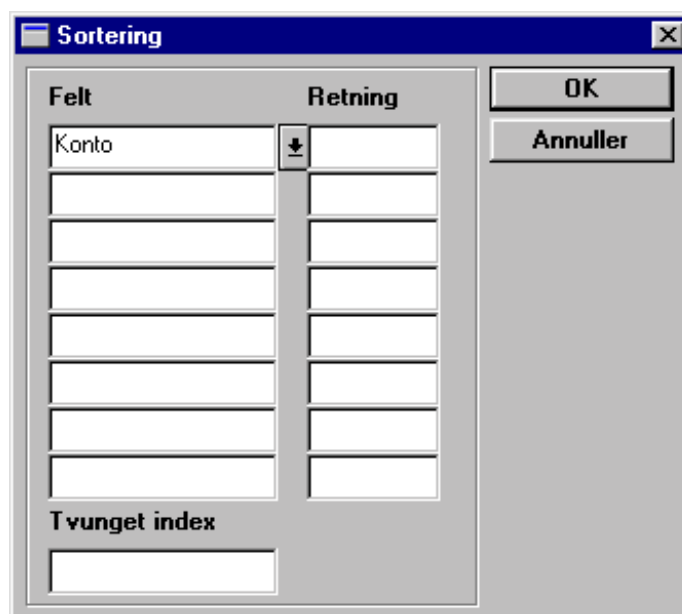 Sortering
Felt Retning OK
Konto Annuller
Tvunget index